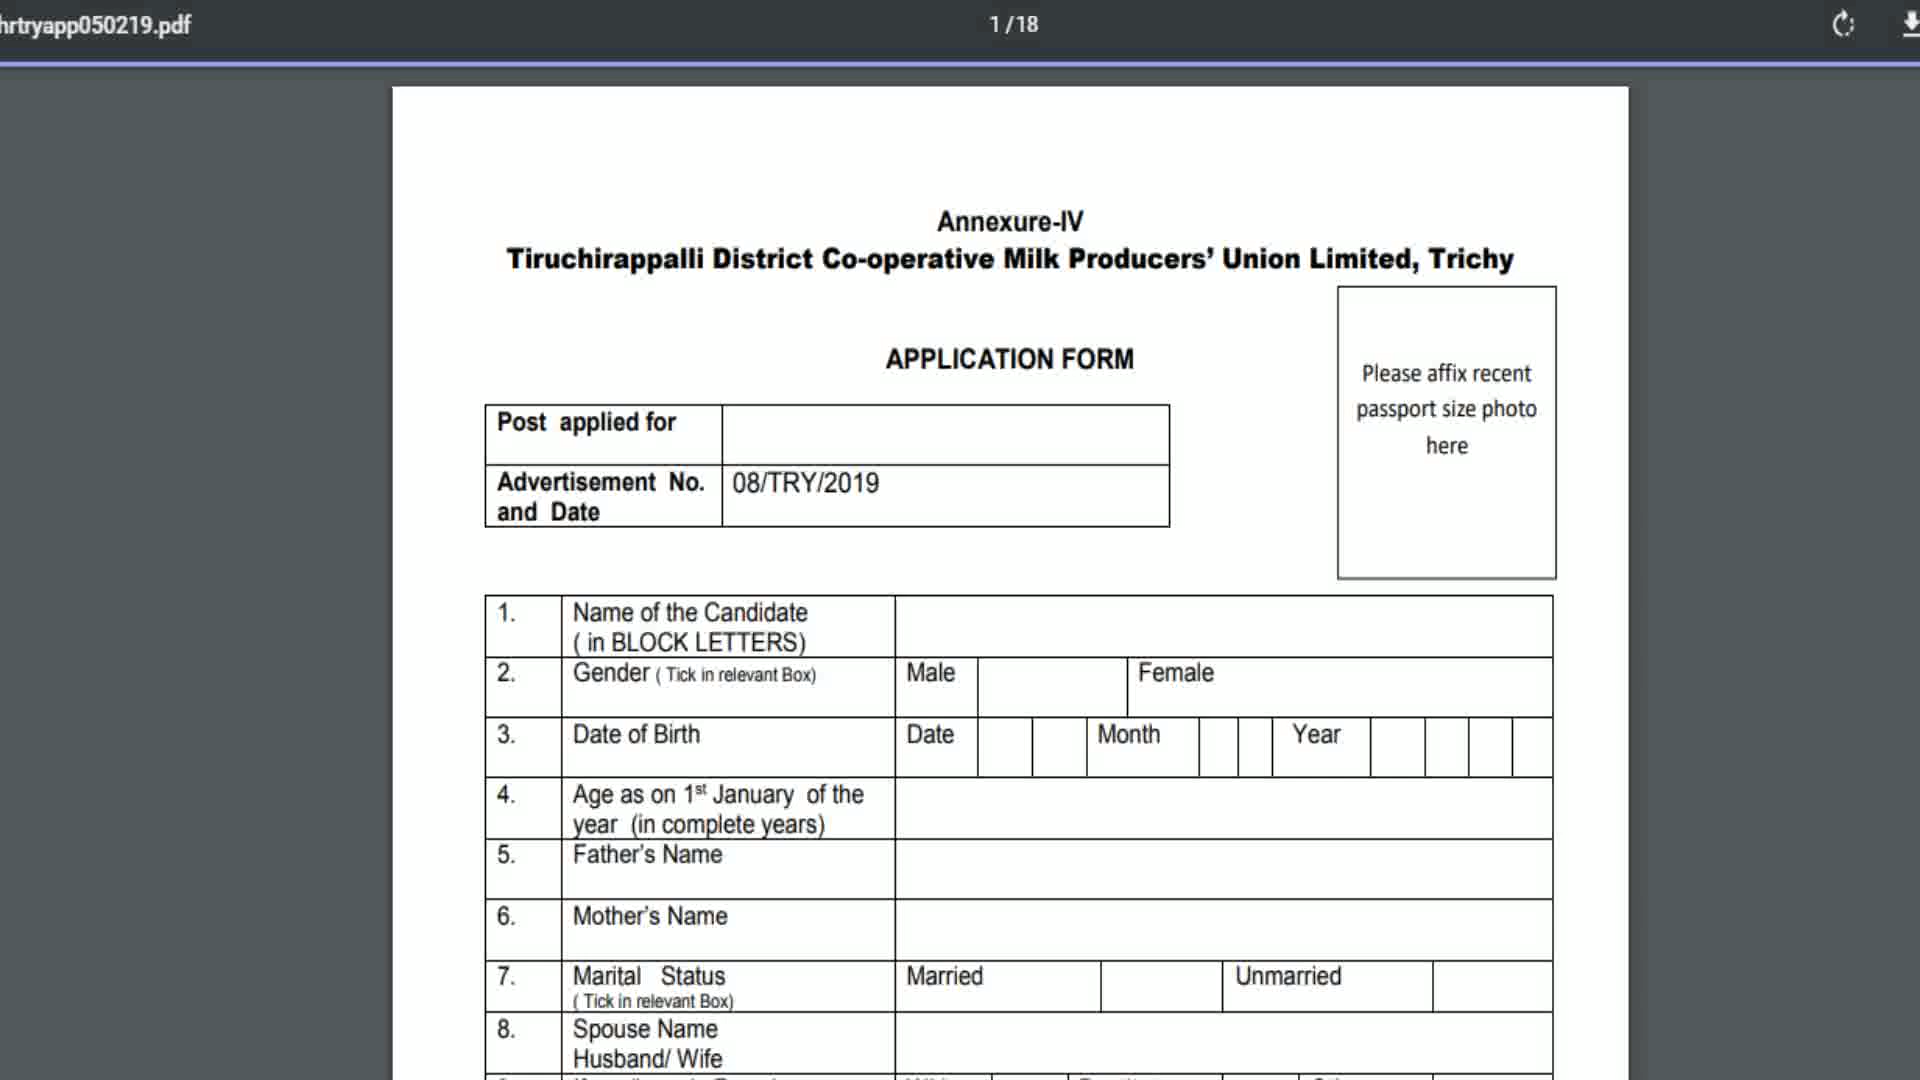 hrtryapp050219.pdf
1 / 18
Annexure-IV
Tiruchirappalli District Co-operative Milk Producers' Union Limited, Trichy
Please affix recent
passport size photo
here
APPLICATION FORM
Post applied for
Advertisement No. 08/TRY/2019
and Date
1. Name of the Candidate
( in BLOCK LETTERS)
2. Gender ( Tick in relevant Box) Male Female
3. Date of Birth Date Month Year
4. Age as on 1st January of the
year (in complete years)
5. Father's Name
6. Mother's Name
7. Marital Status Married Unmarried
( Tick in relevant Box)
8. Spouse Name
Husband/ Wife